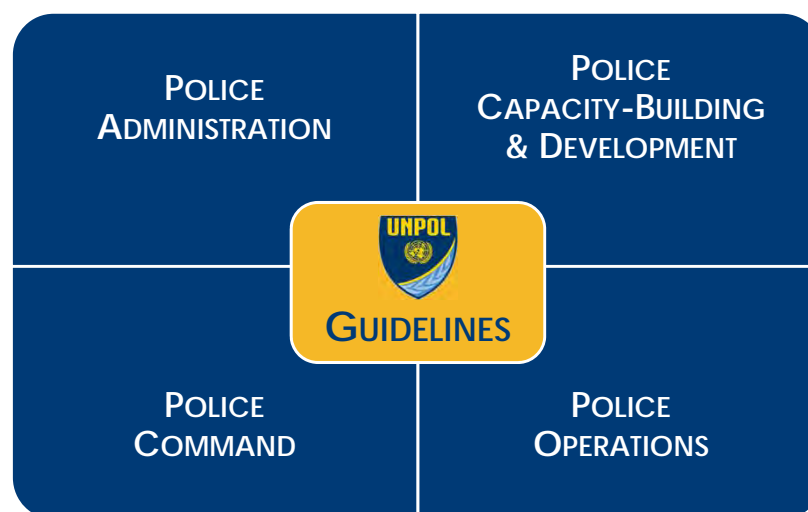 POLICE
ADMINISTRATION
POLICE
CAPACITY-BUILDING
& DEVELOPMENT
UNPOL
GUIDELINES
POLICE
COMMAND
POLICE
OPERATIONS